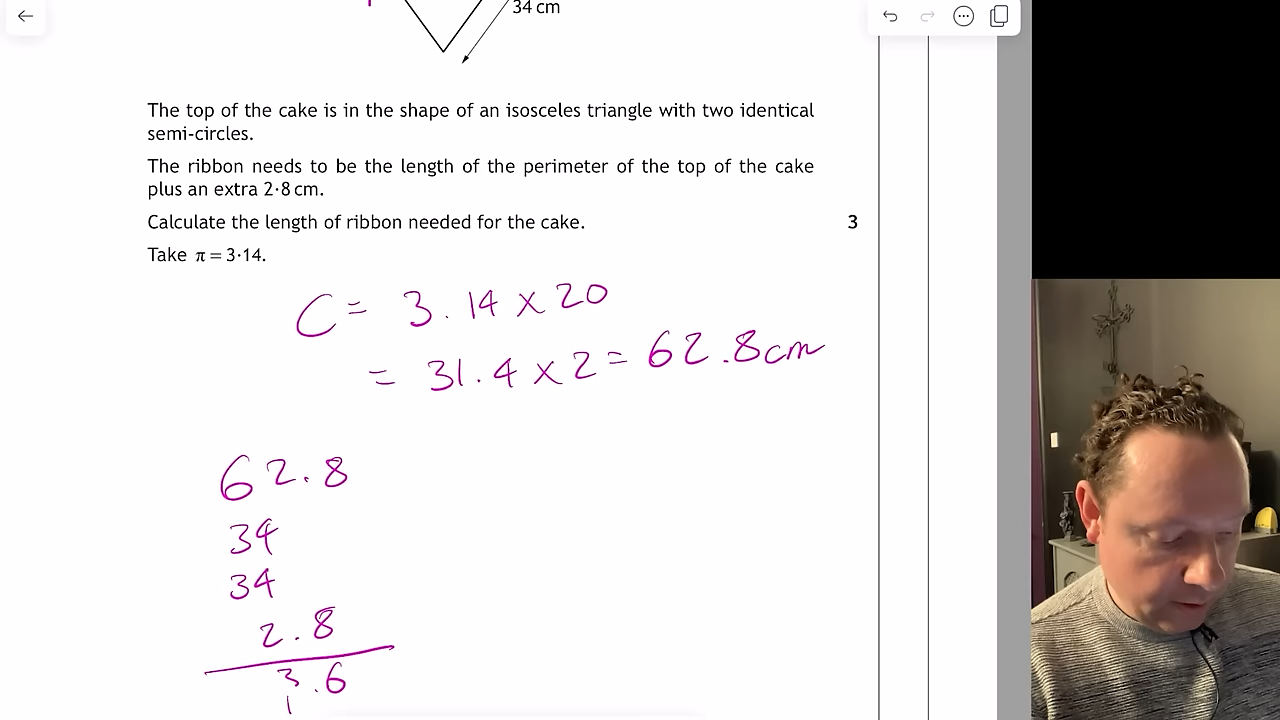 34 cm
The top of the cake is in the shape of an isosceles triangle with two identical
semi-circles.
The ribbon needs to be the length of the perimeter of the top of the cake
plus an extra 2·8 cm.
Calculate the length of ribbon needed for the cake. 3
Take π = 3·14.
C = 3.14 × 20
= 31.4 × 2 = 62.8cm
62.8
34
34
2.8
3.6
1